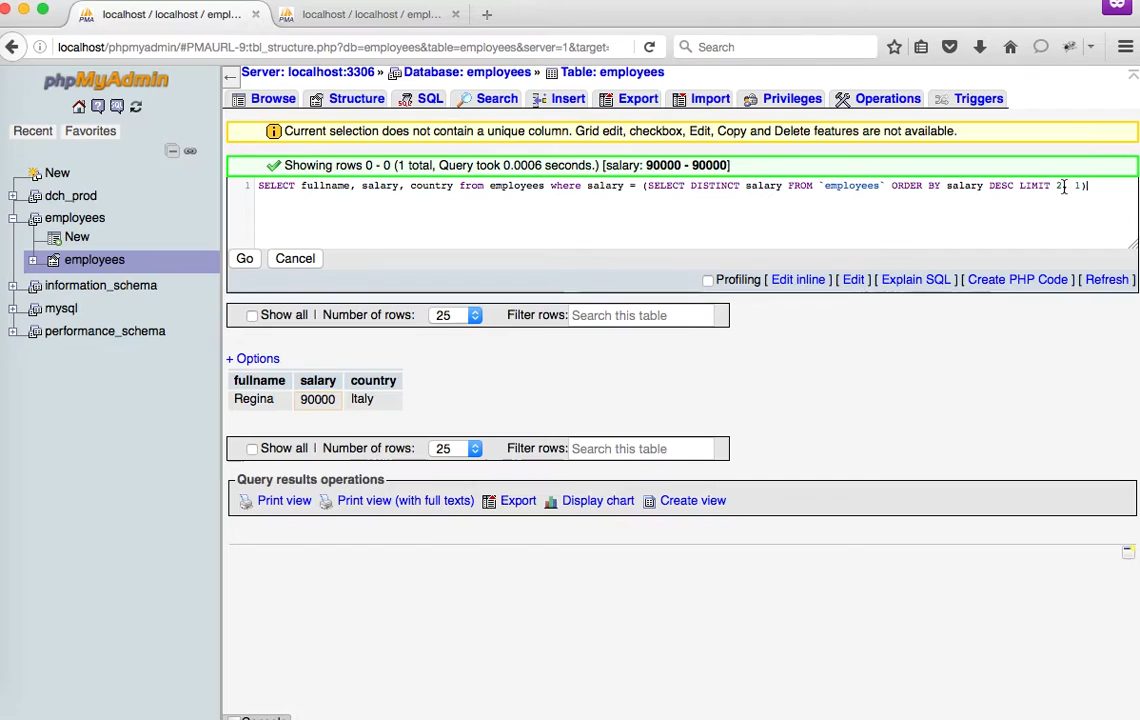 localhost / localhost / empl...
localhost / localhost / empl...
localhost/phpmyadmin/#PMAURL-9:tbl_structure.php?db=employees&table=employees&server=1&target=
Search
phpMyAdmin
Recent
Favorites
New
dch_prod
employees
New
employees
information_schema
mysql
performance_schema
Server: localhost:3306 » Database: employees » Table: employees
Browse Structure SQL Search Insert Export Import Privileges Operations Triggers
Current selection does not contain a unique column. Grid edit, checkbox, Edit, Copy and Delete features are not available.
Showing rows 0 - 0 (1 total, Query took 0.0006 seconds.) [salary: 90000 - 90000]
1 SELECT fullname, salary, country from employees where salary = (SELECT DISTINCT salary FROM `employees` ORDER BY salary DESC LIMIT 2, 1)
Go Cancel
Profiling [ Edit inline ] [ Edit ] [ Explain SQL ] [ Create PHP Code ] [ Refresh ]
Show all | Number of rows: 25 Filter rows: Search this table
+ Options
fullname salary country
Regina 90000 Italy
Show all | Number of rows: 25 Filter rows: Search this table
Query results operations
Print view Print view (with full texts) Export Display chart Create view